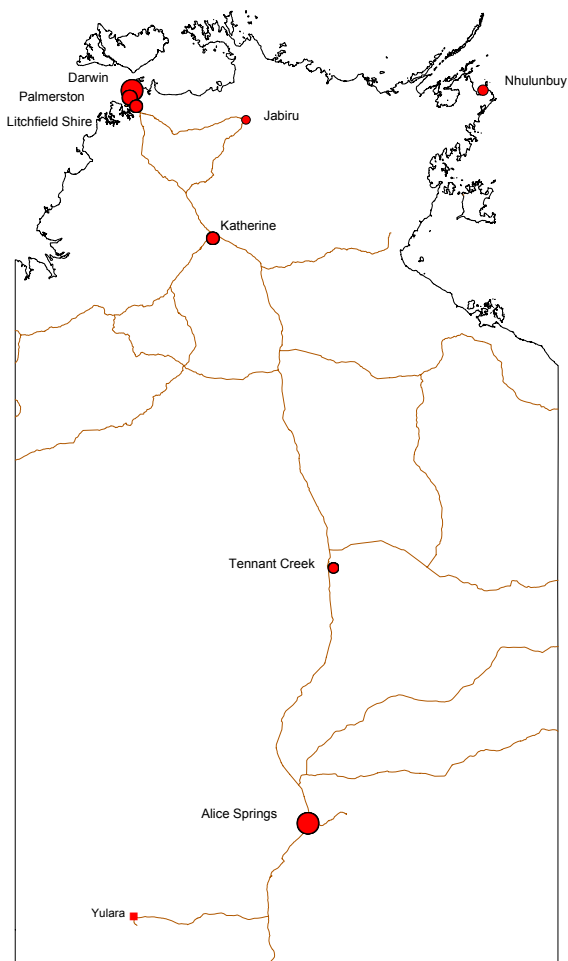 Darwin
Nhulunbuy
Palmerston
Litchfield Shire
Jabiru
Katherine
Tennant Creek
Alice Springs
Yulara